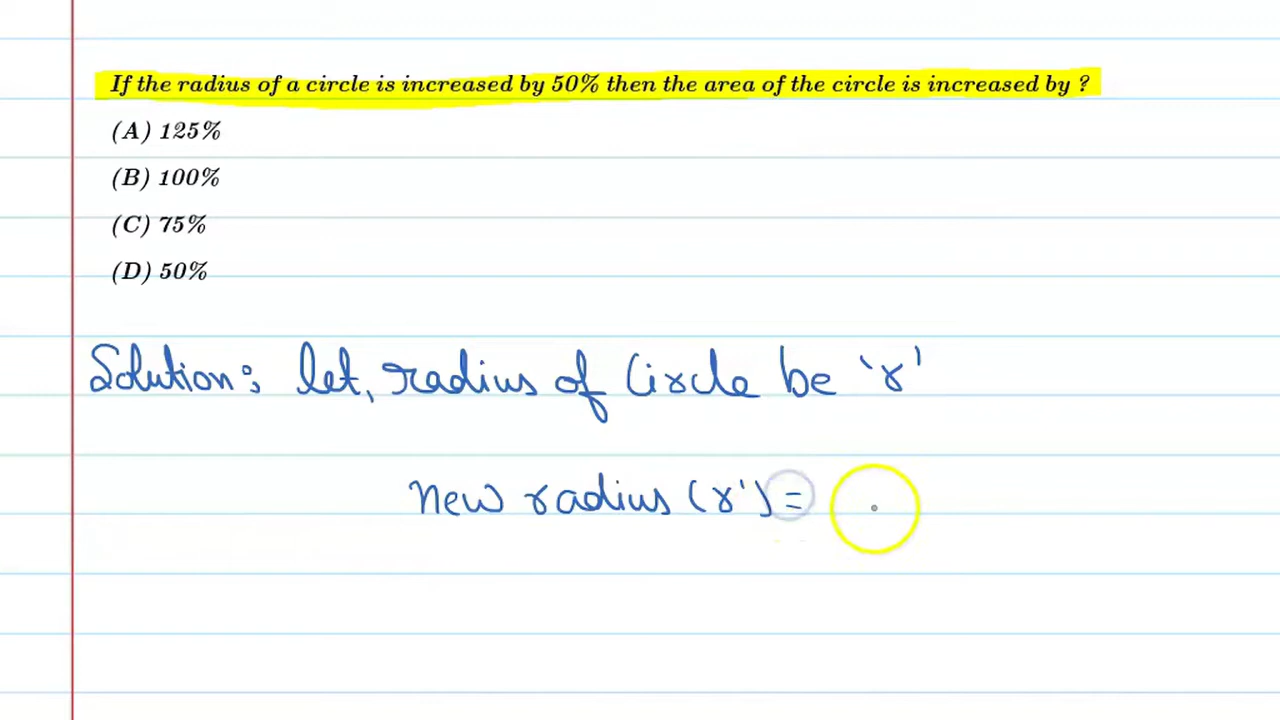 If the radius of a circle is increased by 50% then the area of the circle is increased by ?
(A) 125%
(B) 100%
(C) 75%
(D) 50%
Solution: let, radius of Circle be 'r'
New radius (r') =